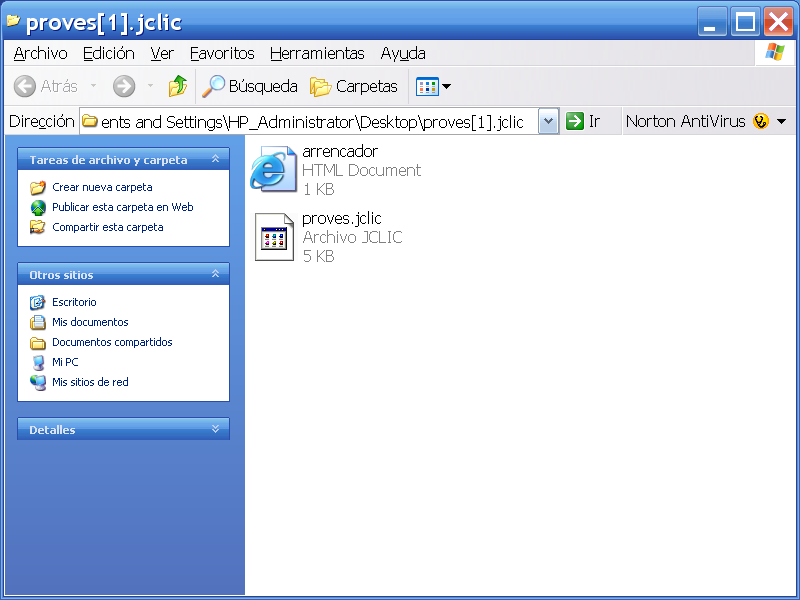 proves[1].jclic
Archivo Edición Ver Favoritos Herramientas Ayuda
Atrás Búsqueda Carpetas
Dirección ents and Settings\HP_Administrator\Desktop\proves[1].jclic Ir Norton AntiVirus
Tareas de archivo y carpeta
Crear nueva carpeta
Publicar esta carpeta en Web
Compartir esta carpeta
Otros sitios
Escritorio
Mis documentos
Documentos compartidos
Mi PC
Mis sitios de red
Detalles
arrencador
HTML Document
1 KB
proves.jclic
Archivo JCLIC
5 KB